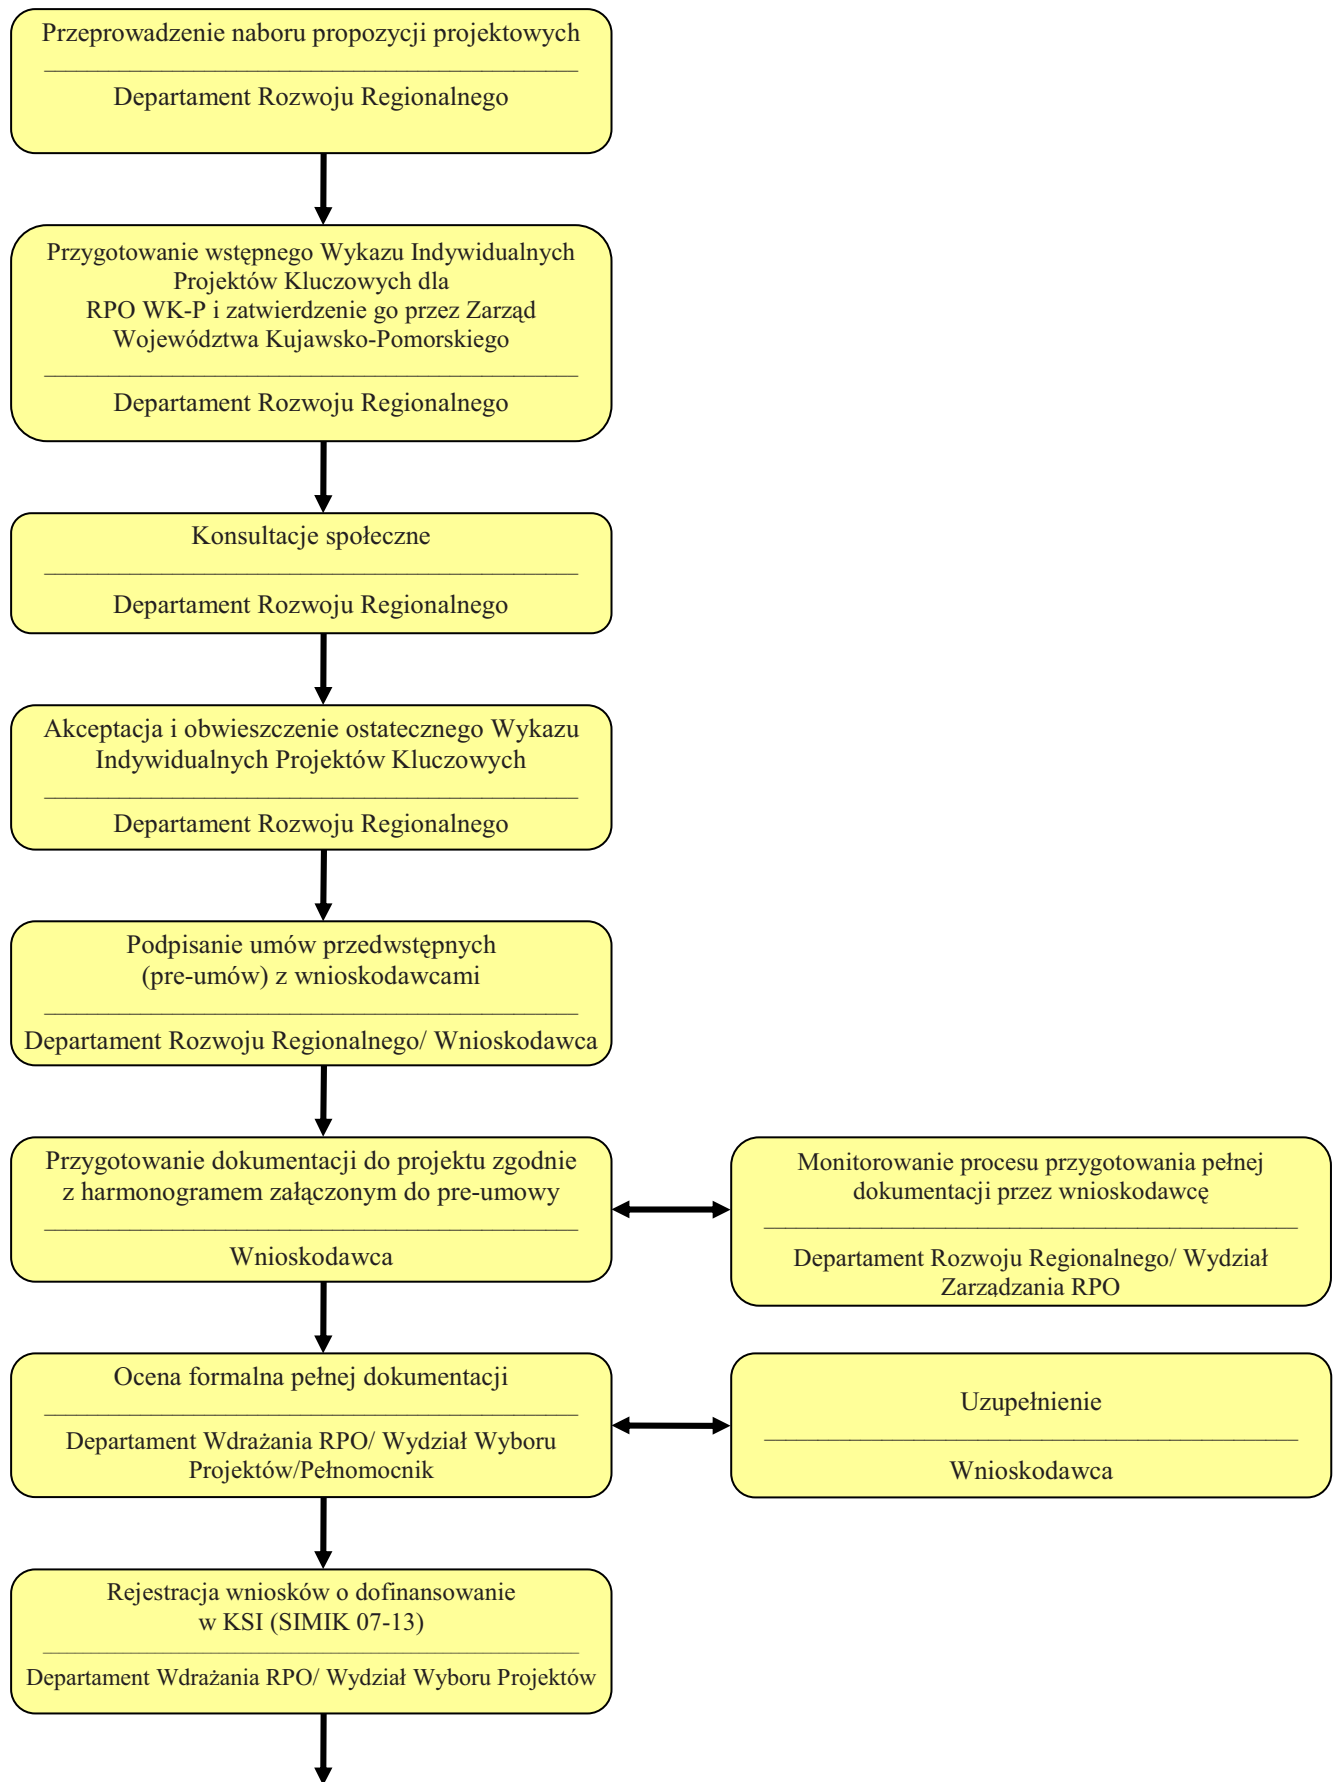 Przeprowadzenie naboru propozycji projektowych
Departament Rozwoju Regionalnego
Przygotowanie wstępnego Wykazu Indywidualnych
Projektów Kluczowych dla
RPO WK-P i zatwierdzenie go przez Zarząd
Województwa Kujawsko-Pomorskiego
Departament Rozwoju Regionalnego
Konsultacje społeczne
Departament Rozwoju Regionalnego
Akceptacja i obwieszczenie ostatecznego Wykazu
Indywidualnych Projektów Kluczowych
Departament Rozwoju Regionalnego
Podpisanie umów przedwstępnych
(pre-umów) z wnioskodawcami
Departament Rozwoju Regionalnego/ Wnioskodawca
Przygotowanie dokumentacji do projektu zgodnie
z harmonogramem załączonym do pre-umowy
Wnioskodawca
Monitorowanie procesu przygotowania pełnej
dokumentacji przez wnioskodawcę
Departament Rozwoju Regionalnego/ Wydział
Zarządzania RPO
Ocena formalna pełnej dokumentacji
Departament Wdrażania RPO/ Wydział Wyboru
Projektów/Pełnomocnik
Uzupełnienie
Wnioskodawca
Rejestracja wniosków o dofinansowanie
w KSI (SIMIK 07-13)
Departament Wdrażania RPO/ Wydział Wyboru Projektów